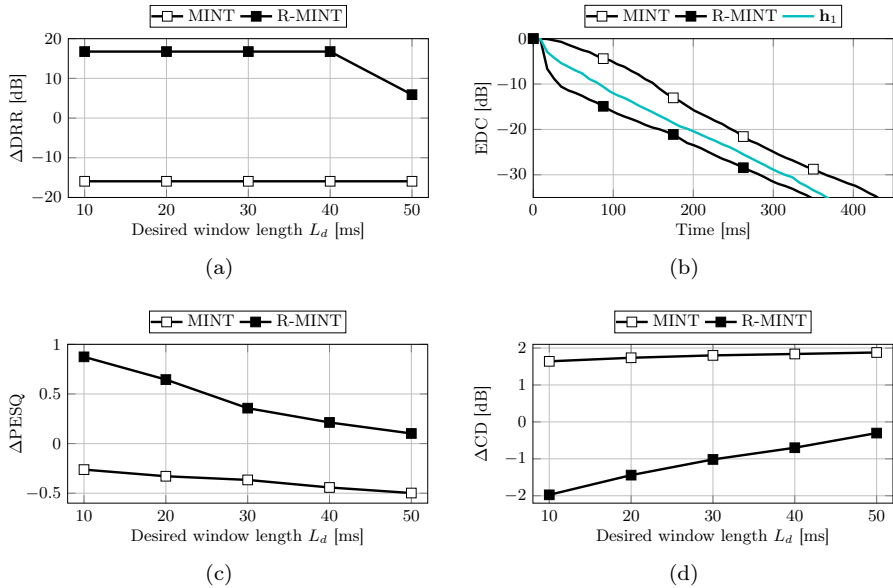 MINT R-MINT
20
10
0
−10
−20
ΔDRR [dB]
10 20 30 40 50
Desired window length L_d [ms]
(a)
MINT R-MINT h₁
0
−10
−20
−30
EDC [dB]
0 100 200 300 400
Time [ms]
(b)
MINT R-MINT
1
0.5
0
−0.5
ΔPESQ
10 20 30 40 50
Desired window length L_d [ms]
(c)
MINT R-MINT
2
1
0
−1
−2
ΔCD [dB]
10 20 30 40 50
Desired window length L_d [ms]
(d)